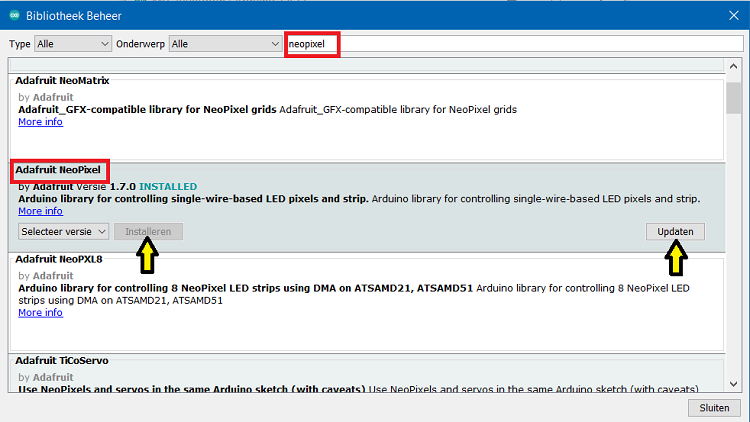 Bibliotheek Beheer
Type Alle Onderwerp Alle neopixel
Adafruit NeoMatrix
by Adafruit
Adafruit_GFX-compatible library for NeoPixel grids Adafruit_GFX-compatible library for NeoPixel grids
More info
Adafruit NeoPixel
by Adafruit Versie 1.7.0 INSTALLED
Arduino library for controlling single-wire-based LED pixels and strip. Arduino library for controlling single-wire-based LED pixels and strip.
More info
Selecteer versie Installeren Updaten
Adafruit NeoPXL8
by Adafruit
Arduino library for controlling 8 NeoPixel LED strips using DMA on ATSAMD21, ATSAMD51 Arduino library for controlling 8 NeoPixel LED
strips using DMA on ATSAMD21, ATSAMD51
More info
Adafruit TiCoServo
by Adafruit
Use NeoPixels and servos in the same Arduino sketch (with caveats) Use NeoPixels and servos in the same Arduino sketch (with caveats)
Sluiten